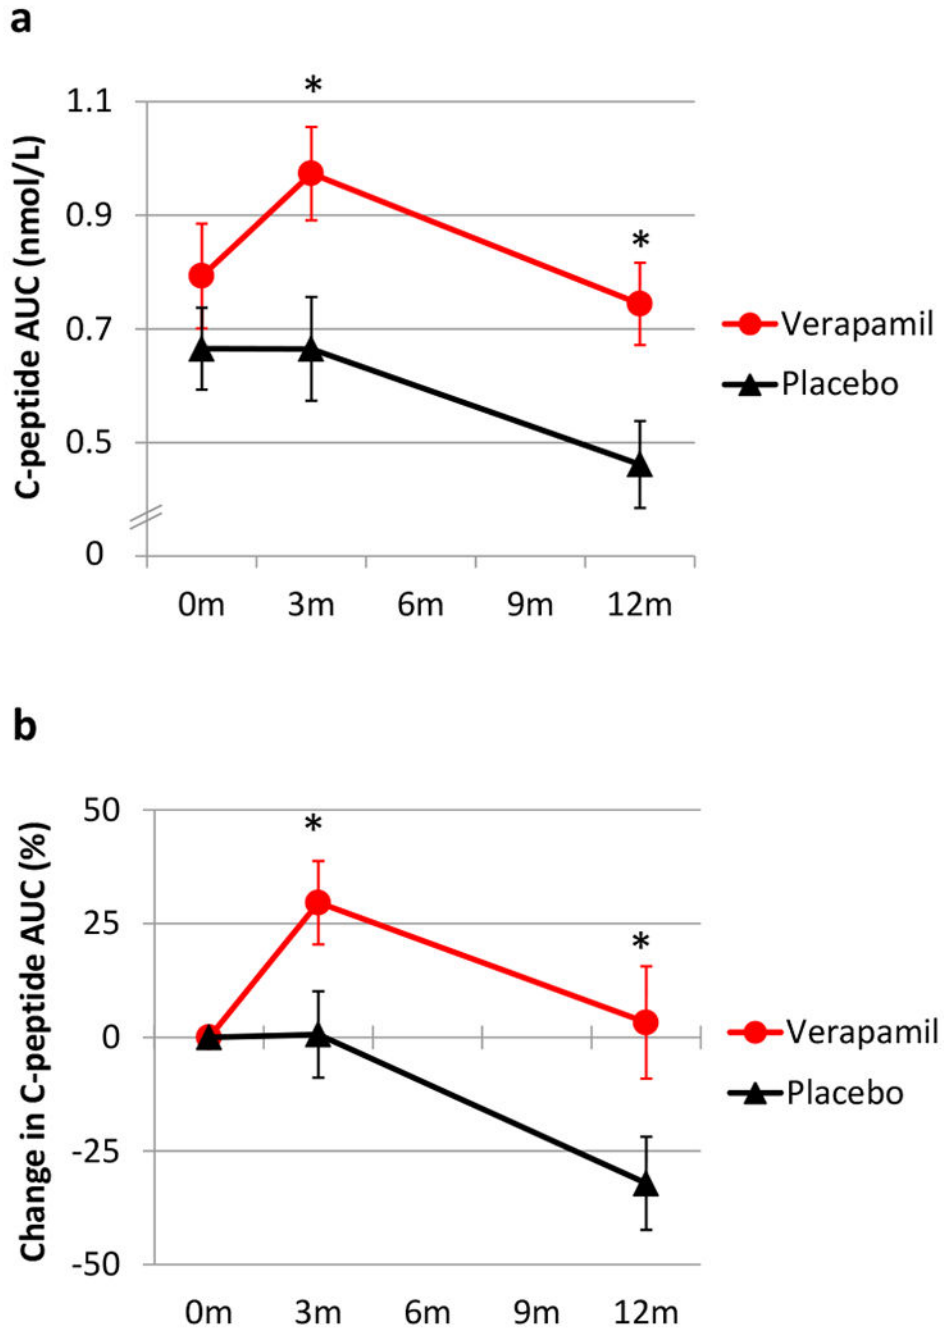 a
*
1.1
C-peptide AUC (nmol/L)
0.9
*
0.7
Verapamil
Placebo
0.5
0
0m 3m 6m 9m 12m
b
50
*
Change in C-peptide AUC (%)
25
*
0
Verapamil
Placebo
-25
-50
0m 3m 6m 9m 12m